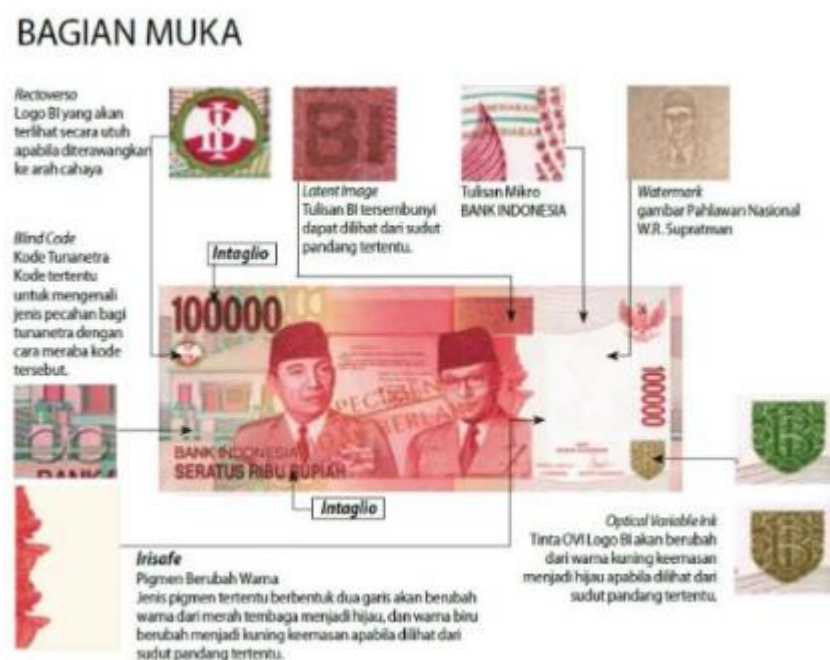 BAGIAN MUKA
Rectoverso
Logo BI yang akan
terlihat secara utuh
apabila diterawangkan
ke arah cahaya
BI
Latent Image
Tulisan BI tersembunyi
dapat dilihat dari sudut
pandang tertentu.
Tulisan Mikro
BANK INDONESIA
Watermark
gambar Pahlawan Nasional
W.R. Supratman
Blind Code
Kode Tunanetra
Kode tertentu
untuk mengenali
jenis pecahan bagi
tunanetra dengan
cara meraba kode
tersebut.
Intaglio
100000
100000
SPECIMEN
BANK INDONESIA
SERATUS RIBU RUPIAH
BANK
Intaglio
Irisafe
Pigmen Berubah Warna
Jenis pigmen tertentu berbentuk dua garis akan berubah
warna dari merah tembaga menjadi hijau, dan warna biru
berubah menjadi kuning keemasan apabila dilihat dari
sudut pandang tertentu.
Optical Variable Ink
Tinta OVI Logo BI akan berubah
dari warna kuning keemasan
menjadi hijau apabila dilihat dari
sudut pandang tertentu.